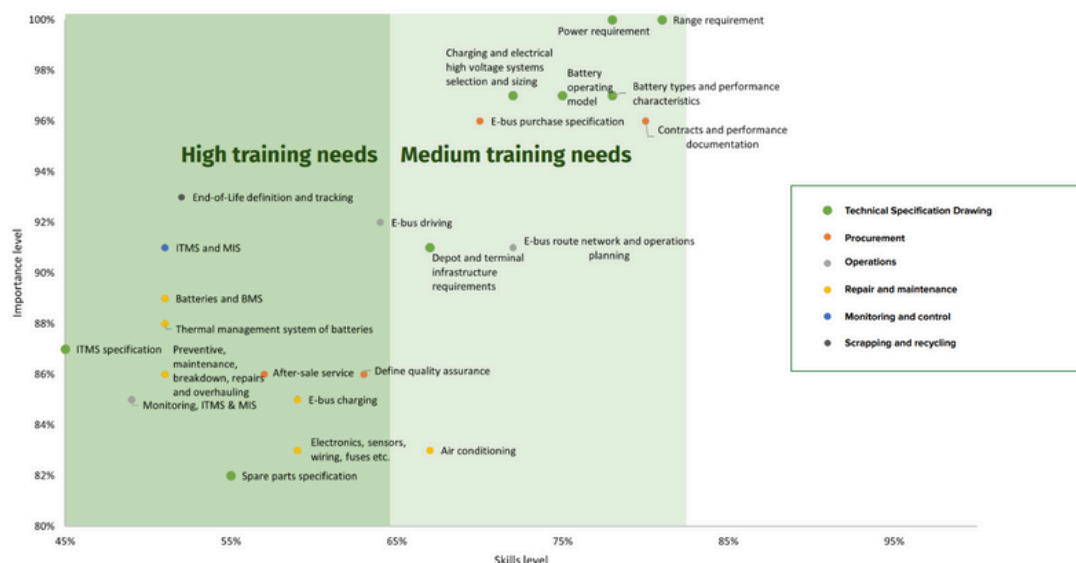 100%
98%
96%
94%
92%
90%
88%
86%
84%
82%
80%
Importance level
45%
55%
65%
75%
85%
95%
Skills level
High training needs
Medium training needs
Power requirement
Range requirement
Charging and electrical
high voltage systems
selection and sizing
Battery
operating
model
Battery types and performance
characteristics
E-bus purchase specification
Contracts and performance
documentation
End-of-Life definition and tracking
E-bus driving
ITMS and MIS
Depot and terminal
infrastructure
requirements
E-bus route network and operations
planning
Batteries and BMS
Thermal management system of batteries
ITMS specification
Preventive,
maintenance,
breakdown, repairs
and overhauling
After-sale service
Define quality assurance
Monitoring, ITMS & MIS
E-bus charging
Electronics, sensors,
wiring, fuses etc.
Air conditioning
Spare parts specification
Technical Specification Drawing
Procurement
Operations
Repair and maintenance
Monitoring and control
Scrapping and recycling